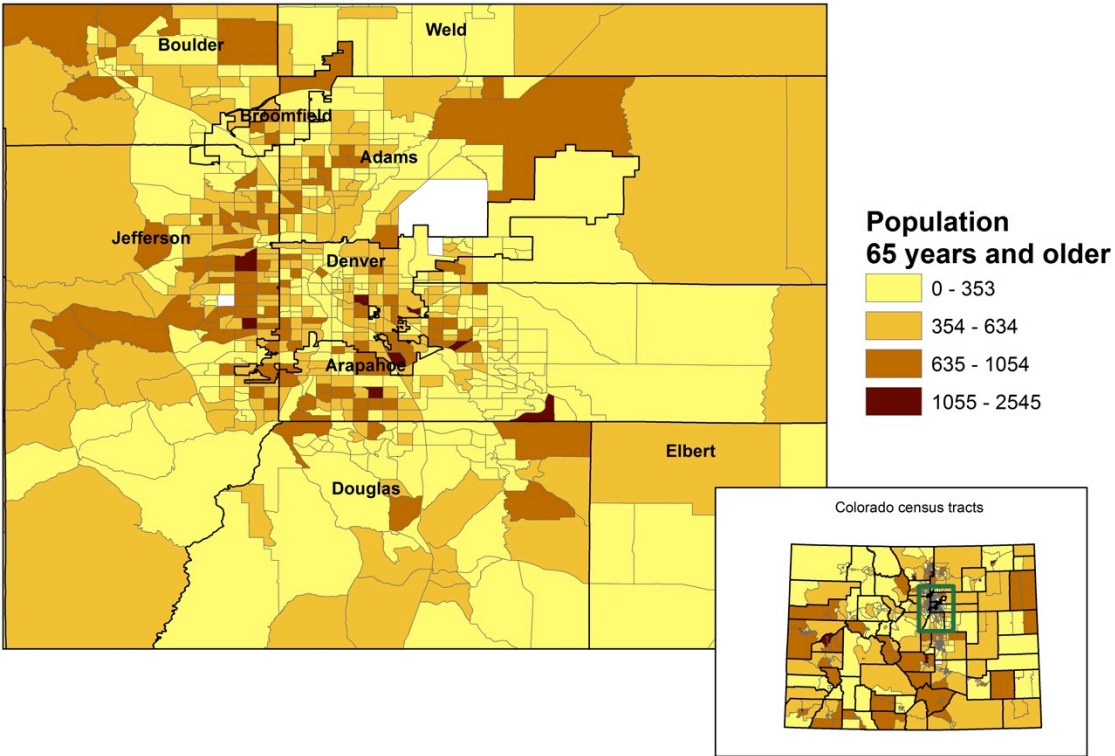 Weld
Boulder
Broomfield
Adams
Jefferson
Denver
Arapahoe
Elbert
Douglas
Population
65 years and older
0 - 353
354 - 634
635 - 1054
1055 - 2545
Colorado census tracts